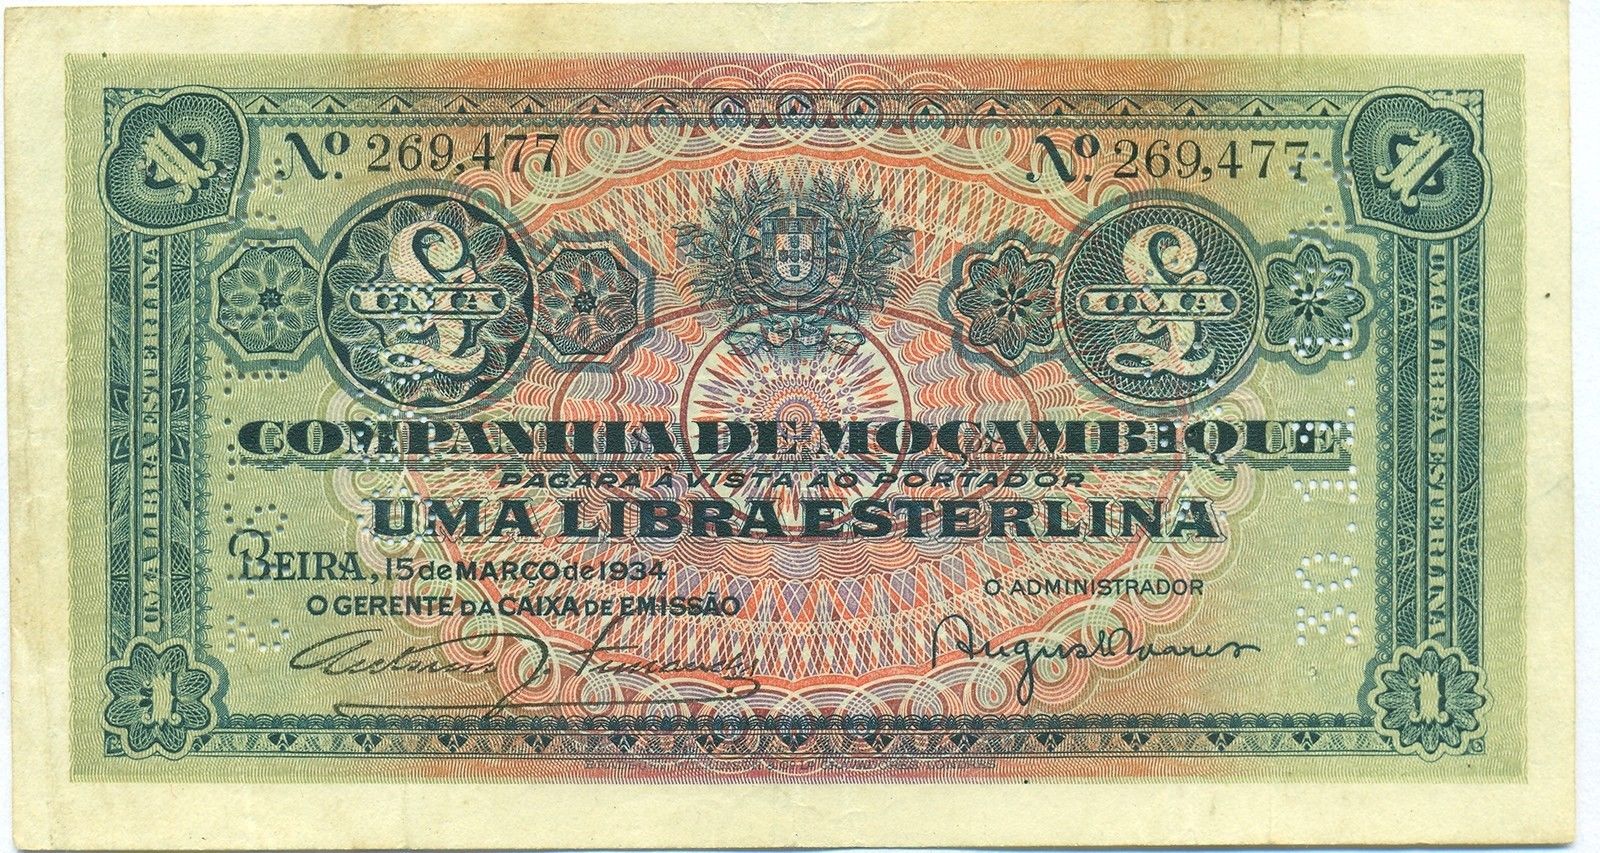 Nº. 269,477 Nº. 269,477
1 1
£ UMA £ UMA
COMPANHIA DE MOÇAMBIQUE
PAGARÁ À VISTA AO PORTADOR
UMA LIBRA ESTERLINA
BEIRA, 15 de MARÇO de 1934
O GERENTE DA CAIXA DE EMISSÃO
O ADMINISTRADOR
1 1
UMA LIBRA ESTERLINA
UMA LIBRA ESTERLINA